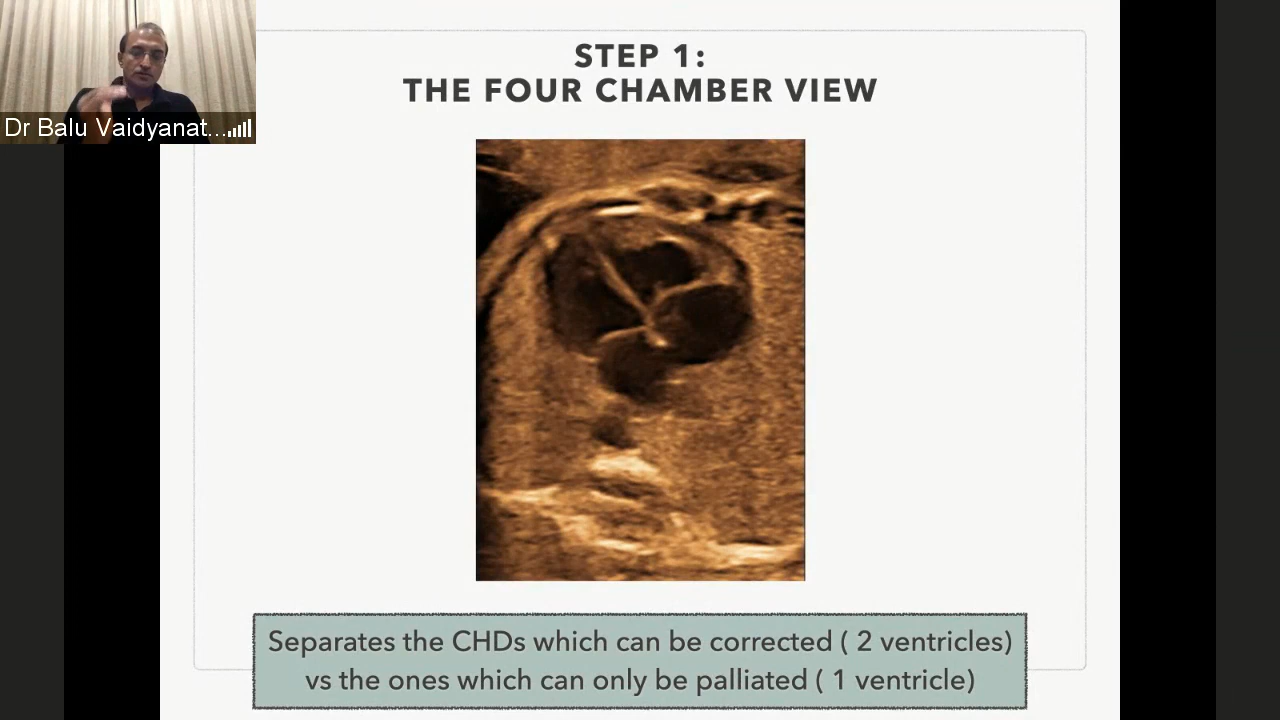 Dr Balu Vaidyanat...
STEP 1:
THE FOUR CHAMBER VIEW
Separates the CHDs which can be corrected ( 2 ventricles)
vs the ones which can only be palliated ( 1 ventricle)